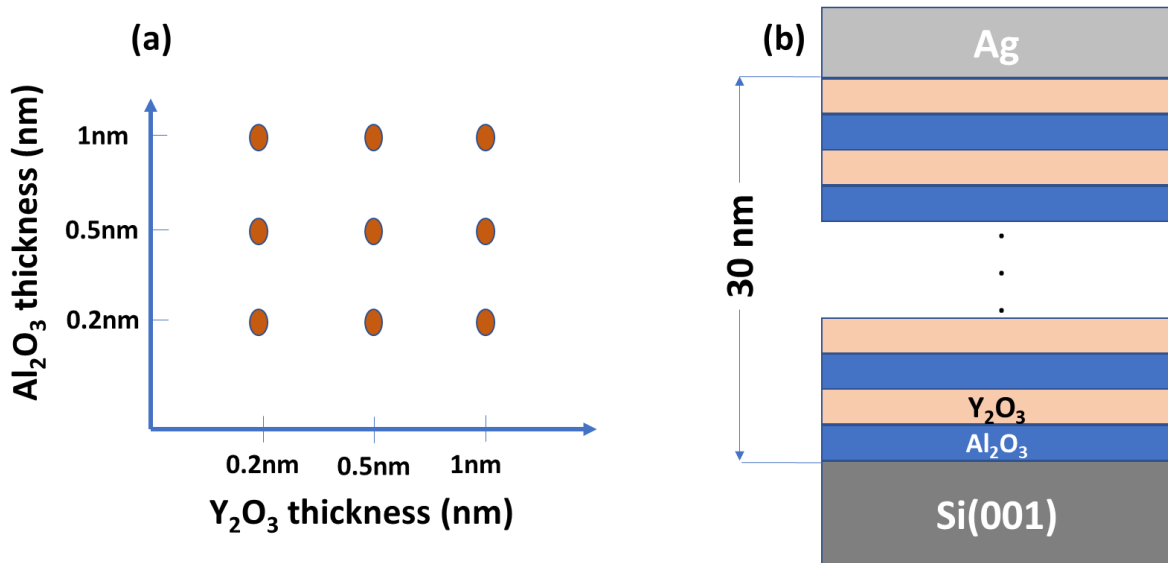 (a)
Al₂O₃ thickness (nm)
1nm
0.5nm
0.2nm
0.2nm
0.5nm
1nm
Y₂O₃ thickness (nm)
(b)
Ag
30 nm
Y₂O₃
Al₂O₃
Si(001)